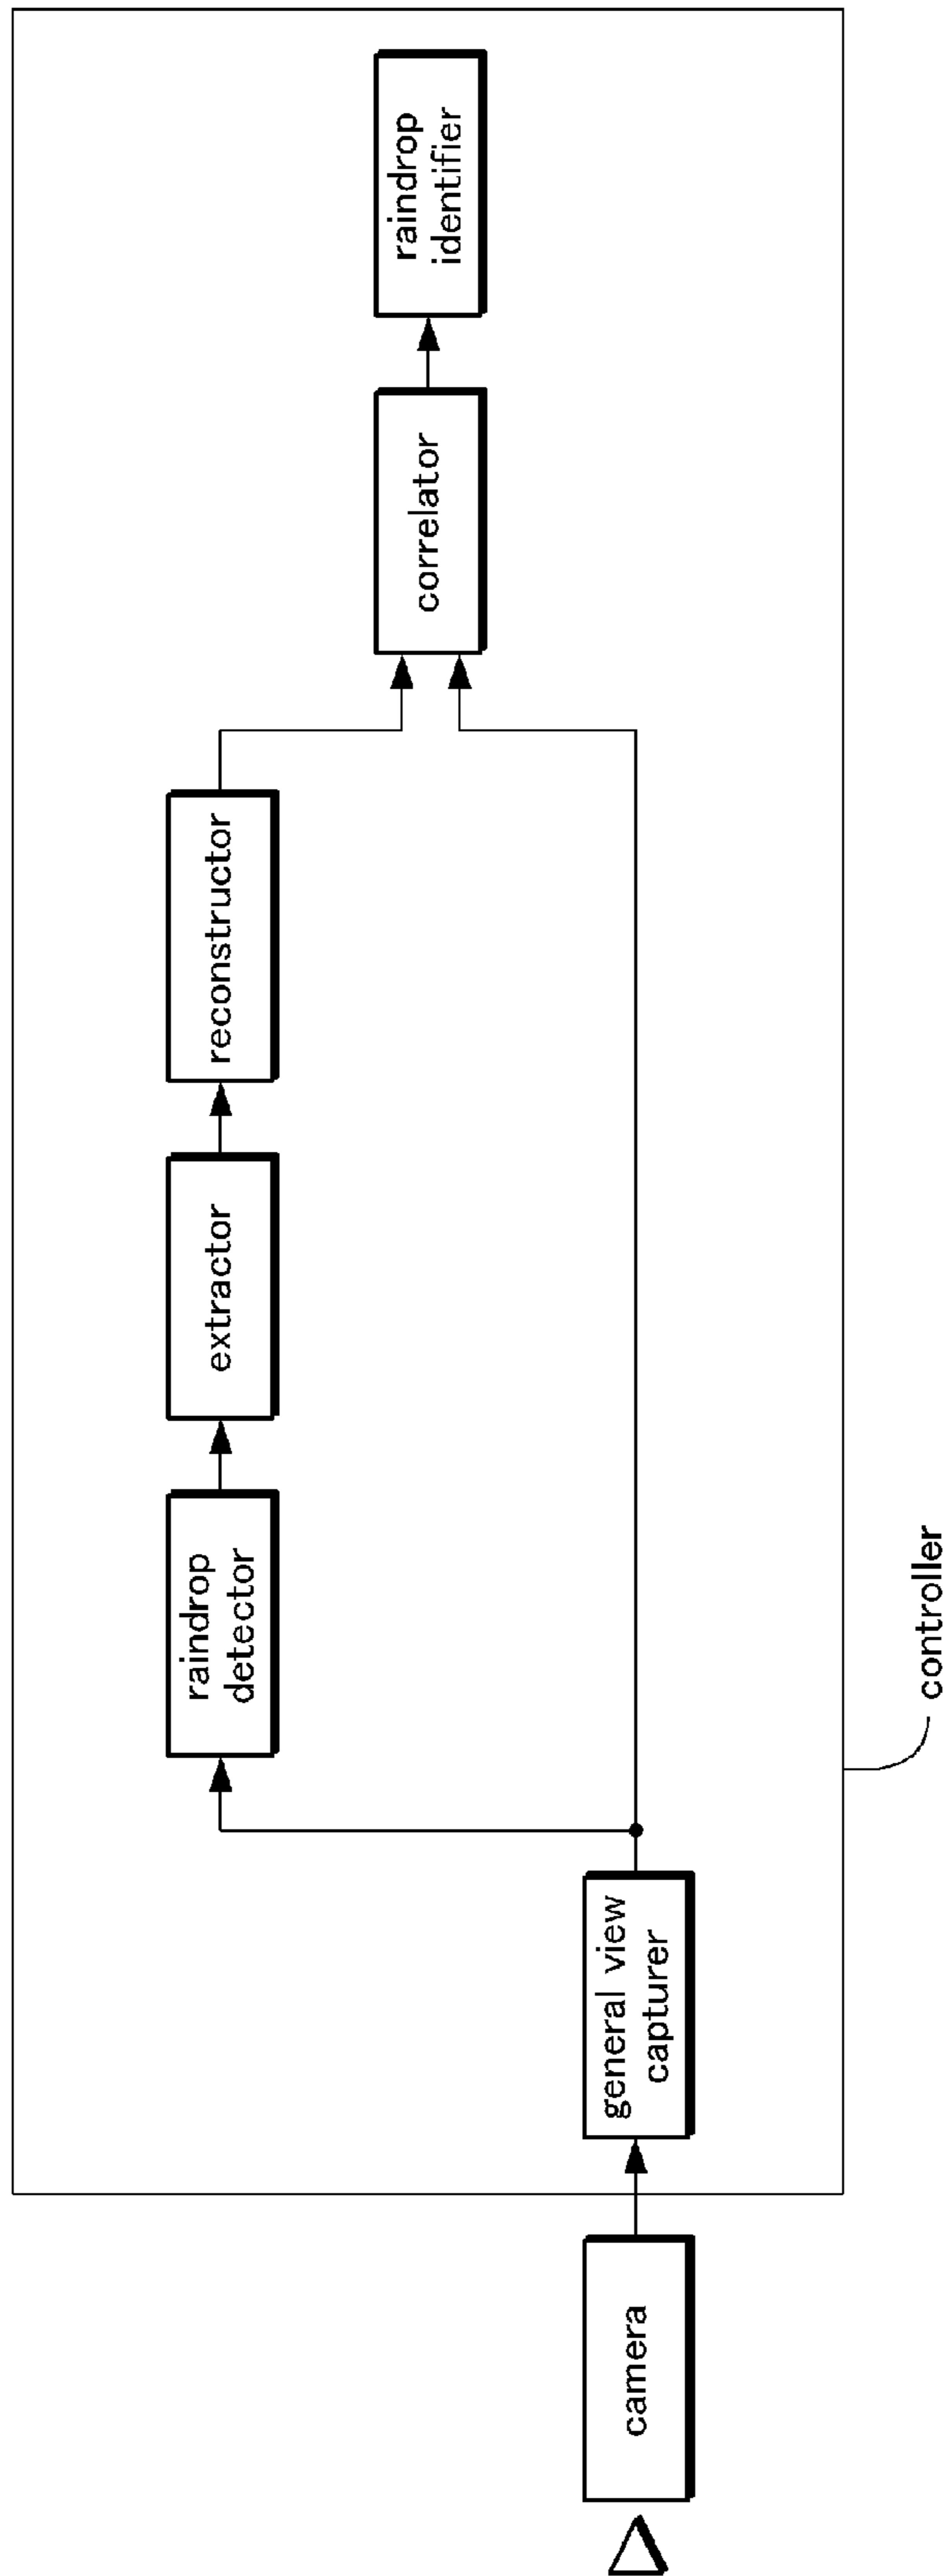 raindrop
detector
extractor
reconstructor
correlator
raindrop
identifier
camera
general view
capturer
controller